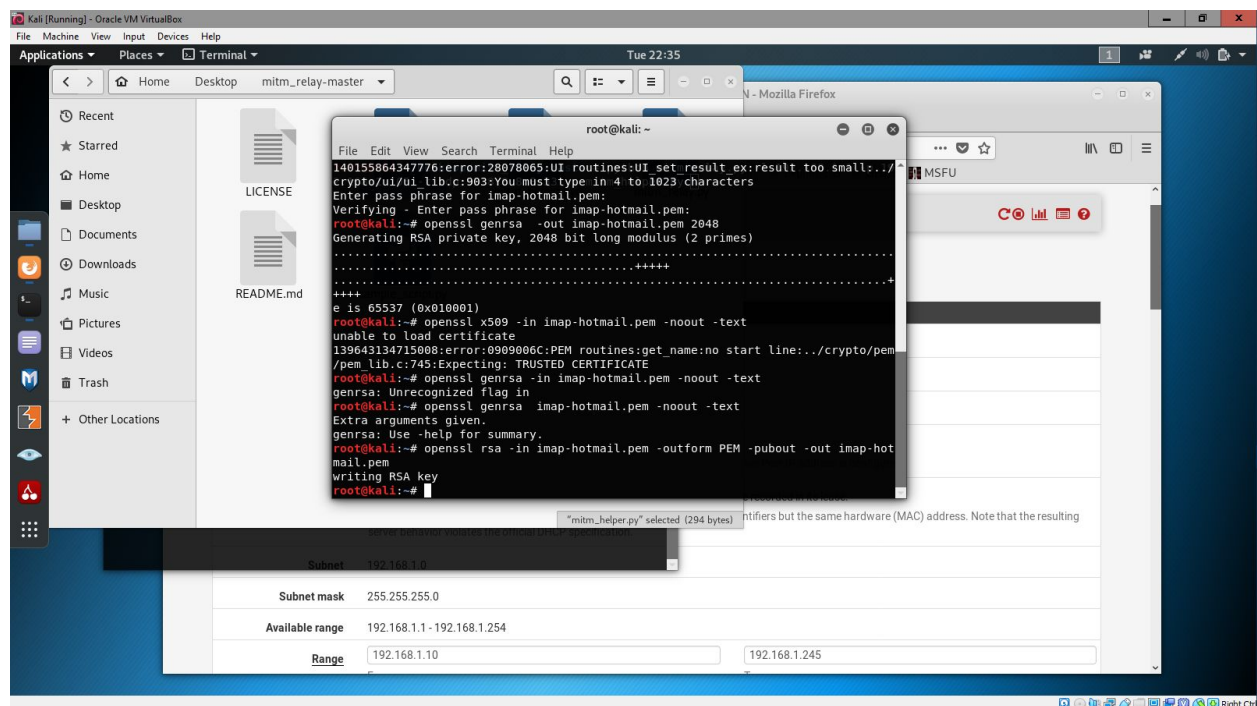 Kali [Running] - Oracle VM VirtualBox
File Machine View Input Devices Help
Applications Places Terminal Tue 22:35 1
Home Desktop mitm_relay-master
N - Mozilla Firefox
Recent
Starred
Home
Desktop
Documents
Downloads
Music
Pictures
Videos
Trash
+ Other Locations
LICENSE
README.md
MSFU
root@kali: ~
File Edit View Search Terminal Help
140155864347776:error:28078065:UI routines:UI_set_result_ex:result too small:../
crypto/ui/ui_lib.c:903:You must type in 4 to 1023 characters
Enter pass phrase for imap-hotmail.pem:
Verifying - Enter pass phrase for imap-hotmail.pem:
root@kali:~# openssl genrsa -out imap-hotmail.pem 2048
Generating RSA private key, 2048 bit long modulus (2 primes)
................................................................................
...........................................+++++
...............................................................................+
++++
e is 65537 (0x010001)
root@kali:~# openssl x509 -in imap-hotmail.pem -noout -text
unable to load certificate
139643134715008:error:0909006C:PEM routines:get_name:no start line:../crypto/pem
/pem_lib.c:745:Expecting: TRUSTED CERTIFICATE
root@kali:~# openssl genrsa -in imap-hotmail.pem -noout -text
genrsa: Unrecognized flag in
root@kali:~# openssl genrsa imap-hotmail.pem -noout -text
Extra arguments given.
genrsa: Use -help for summary.
root@kali:~# openssl rsa -in imap-hotmail.pem -outform PEM -pubout -out imap-hot
mail.pem
writing RSA key
root@kali:~#
"mitm_helper.py" selected (294 bytes)
ntifiers but the same hardware (MAC) address. Note that the resulting
server behavior violates the official DHCP specification.
Subnet 192.168.1.0
Subnet mask 255.255.255.0
Available range 192.168.1.1 - 192.168.1.254
Range 192.168.1.10 192.168.1.245
Right Ctrl